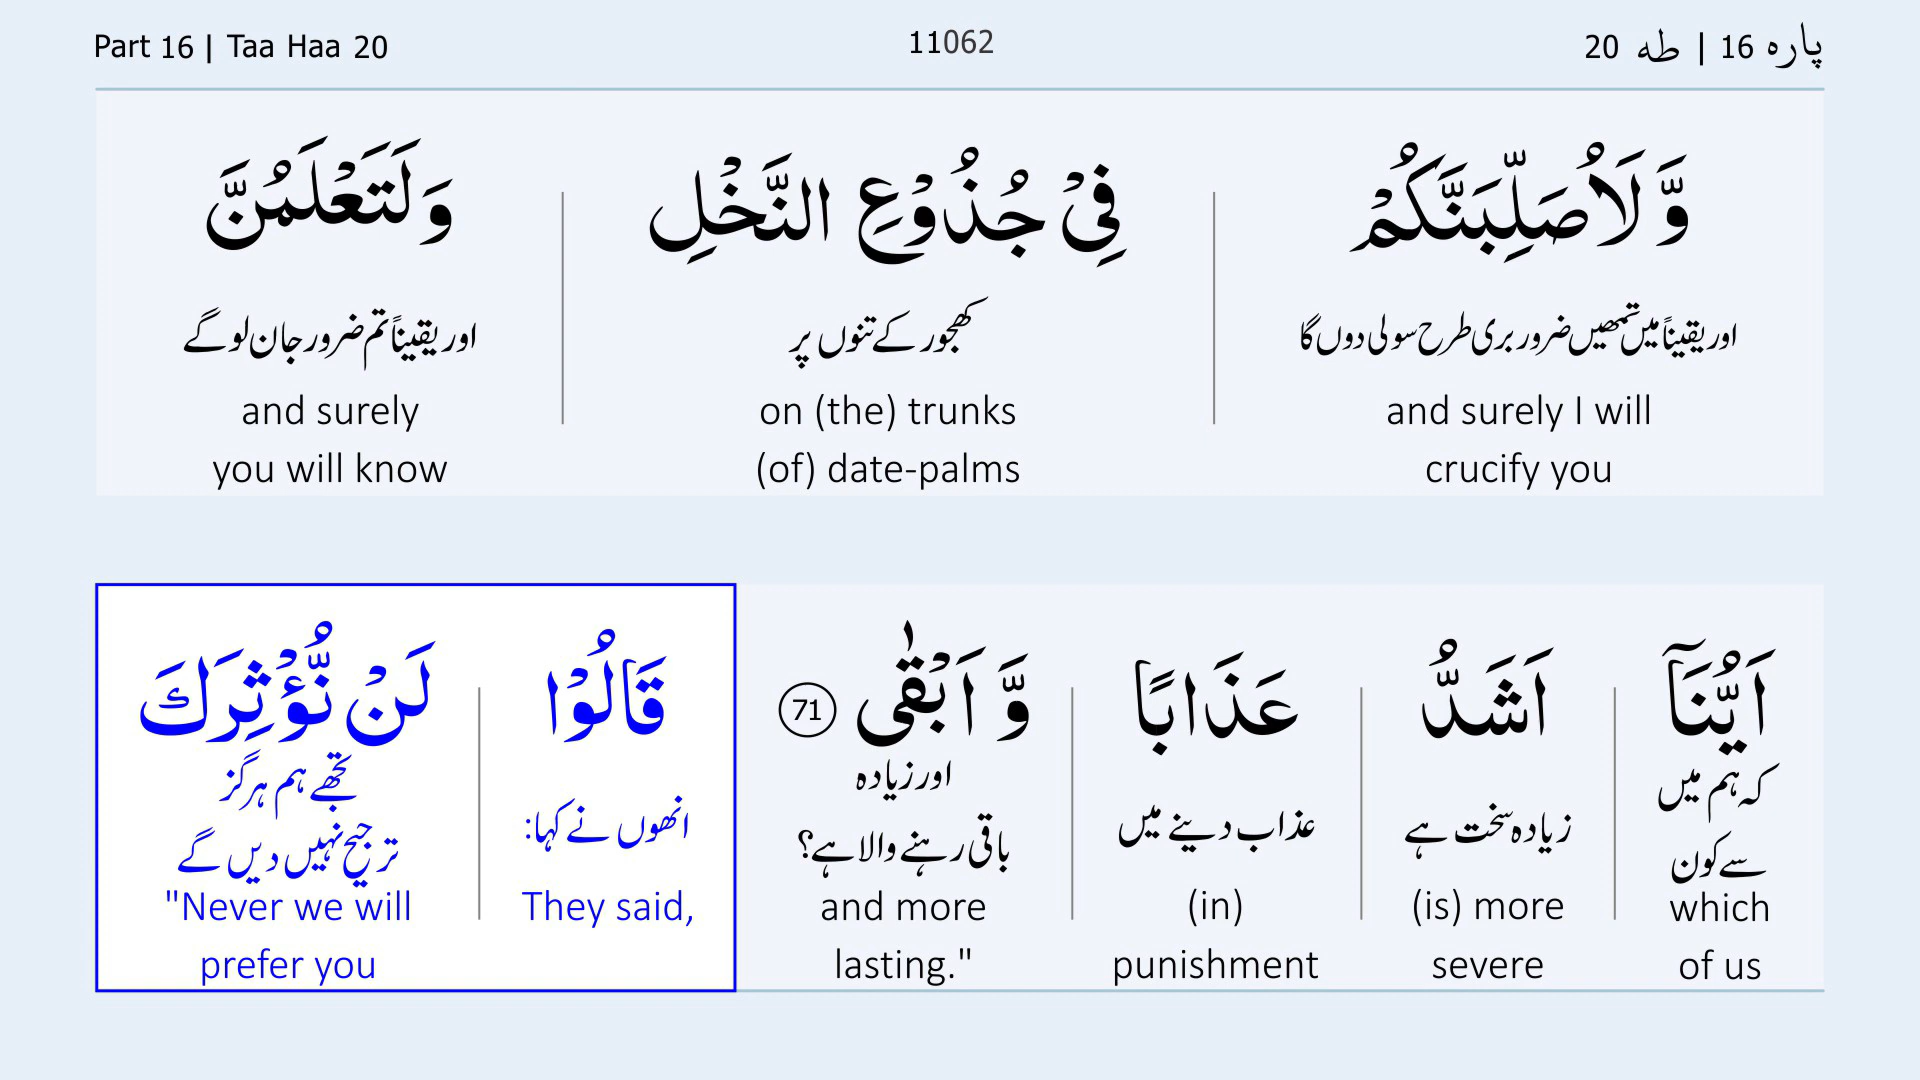 Part 16 | Taa Haa 20
11062
پارہ 16 | طه 20
وَّ لَاُصَلِّبَنَّكُمْ
فِىْ جُذُوْعِ النَّخْلِ
وَلَتَعْلَمُنَّ
اور یقیناً میں تمھیں ضرور بری طرح سولی دوں گا
کھجور کے تنوں پر
اور یقیناً تم ضرور جان لو گے
and surely I will
crucify you
on (the) trunks
(of) date-palms
and surely
you will know
اَيُّنَاۤ
اَشَدُّ
عَذَابًا
وَّ اَبْقٰى 71
قَالُوْا
لَنْ نُّؤْثِرَكَ
کہ ہم میں
سے کون
زیادہ سخت ہے
عذاب دینے میں
اور زیادہ
باقی رہنے والا ہے؟
انھوں نے کہا:
تجھے ہم ہرگز
ترجیح نہیں دیں گے
which
of us
(is) more
severe
(in)
punishment
and more
lasting."
They said,
"Never we will
prefer you